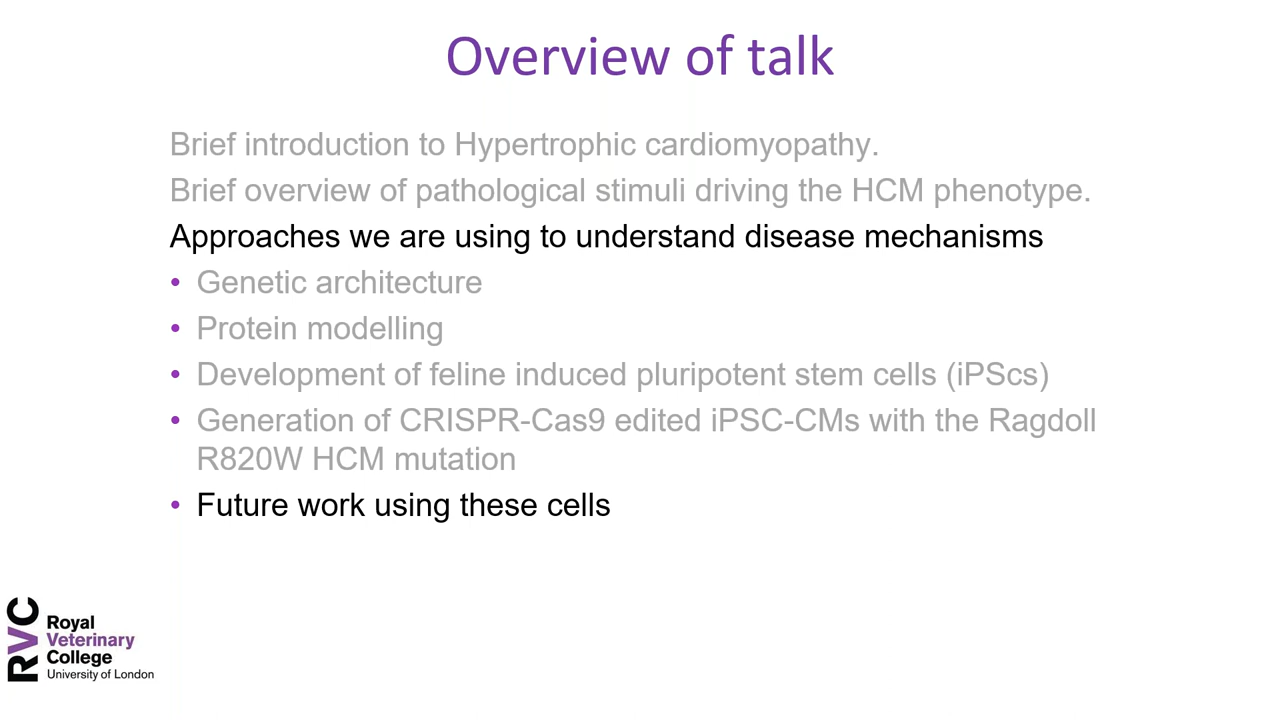 Overview of talk
Brief introduction to Hypertrophic cardiomyopathy.
Brief overview of pathological stimuli driving the HCM phenotype.
Approaches we are using to understand disease mechanisms
• Genetic architecture
• Protein modelling
• Development of feline induced pluripotent stem cells (iPScs)
• Generation of CRISPR-Cas9 edited iPSC-CMs with the Ragdoll
R820W HCM mutation
• Future work using these cells
RVC
Royal
Veterinary
College
University of London